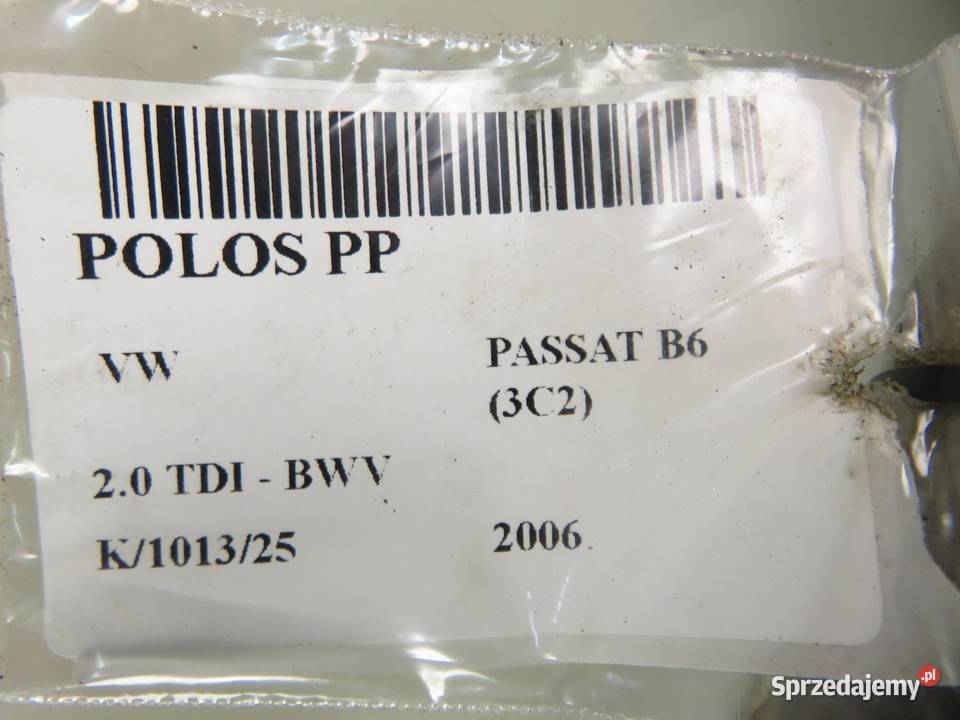 POLOS PP
VW
PASSAT B6
(3C2)
2.0 TDI - BWV
K/1013/25
2006
Sprzedajemy.pl